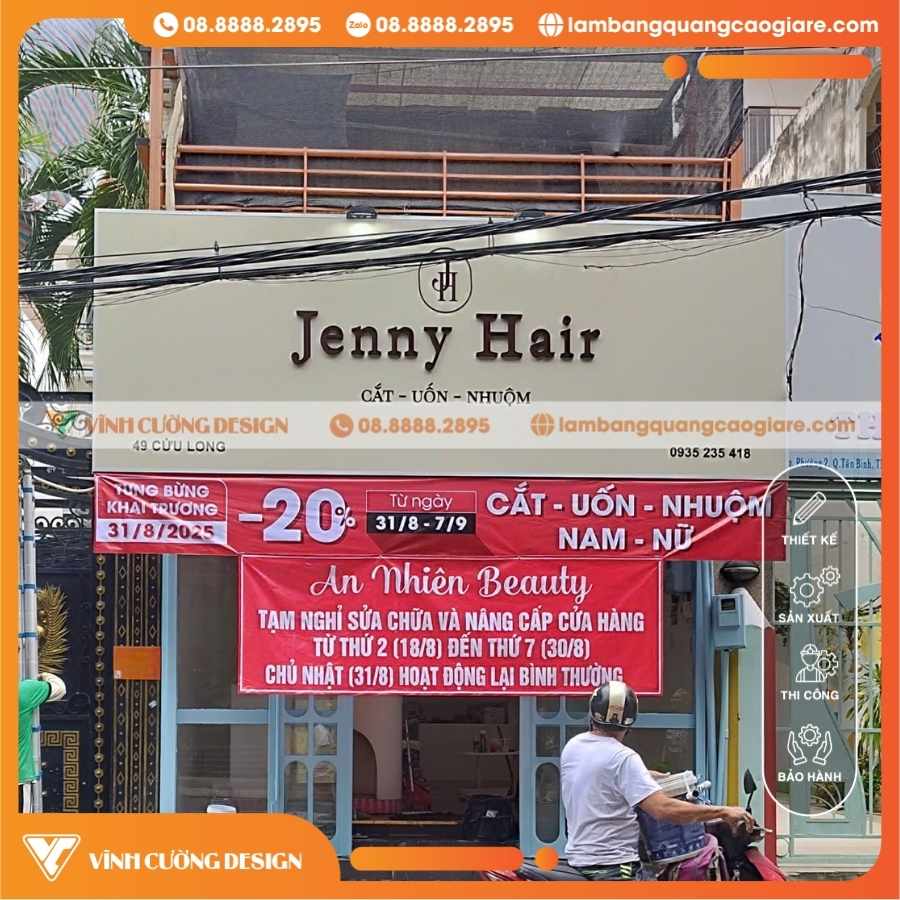 08.8888.2895 08.8888.2895 lambangquangcaogiare.com
JH
Jenny Hair
CẮT - UỐN - NHUỘM
VĨNH CƯỜNG DESIGN 08.8888.2895 lambangquangcaogiare.com
49 CỬU LONG
0935 235 418
Phường 2, Q.Tân Bình, T
TƯNG BỪNG
KHAI TRƯƠNG
31/8/2025
-20%
Từ ngày
31/8 - 7/9
CẮT - UỐN - NHUỘM
NAM - NỮ
An Nhiên Beauty
TẠM NGHỈ SỬA CHỮA VÀ NÂNG CẤP CỬA HÀNG
TỪ THỨ 2 (18/8) ĐẾN THỨ 7 (30/8)
CHỦ NHẬT (31/8) HOẠT ĐỘNG LẠI BÌNH THƯỜNG
THIẾT KẾ
SẢN XUẤT
THI CÔNG
BẢO HÀNH
VĨNH CƯỜNG DESIGN